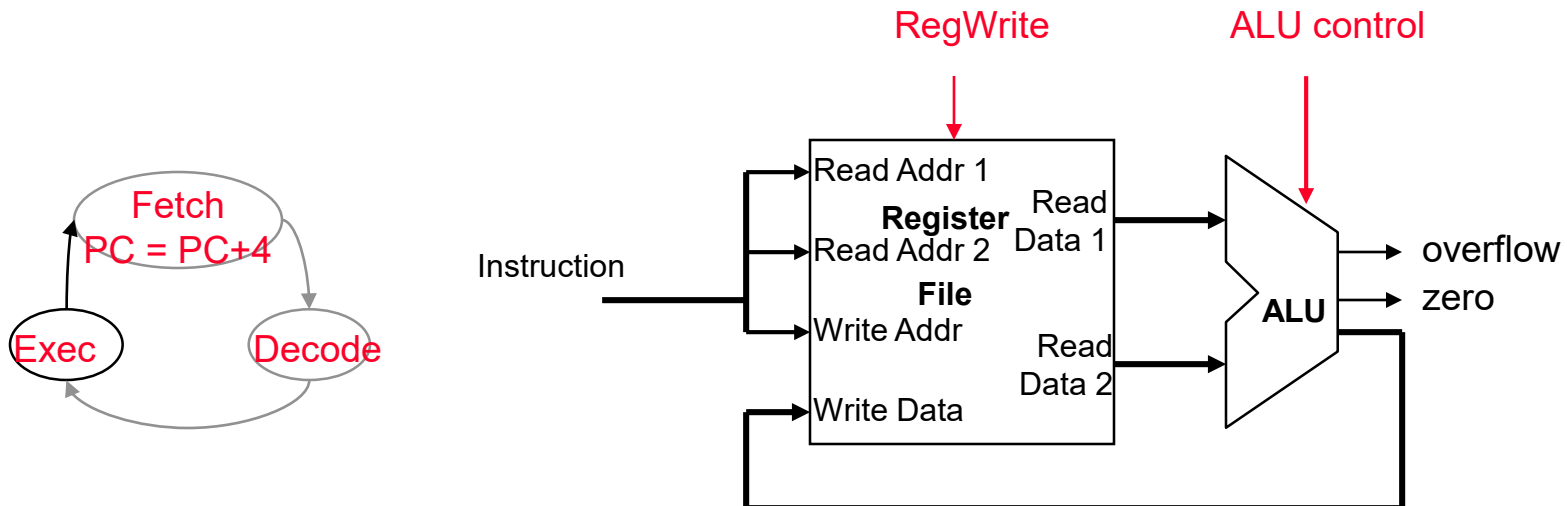 RegWrite
ALU control
Fetch
PC = PC+4
Exec
Decode
Instruction
Read Addr 1
Register
Read Addr 2
File
Write Addr
Write Data
Read
Data 1
Read
Data 2
ALU
overflow
zero